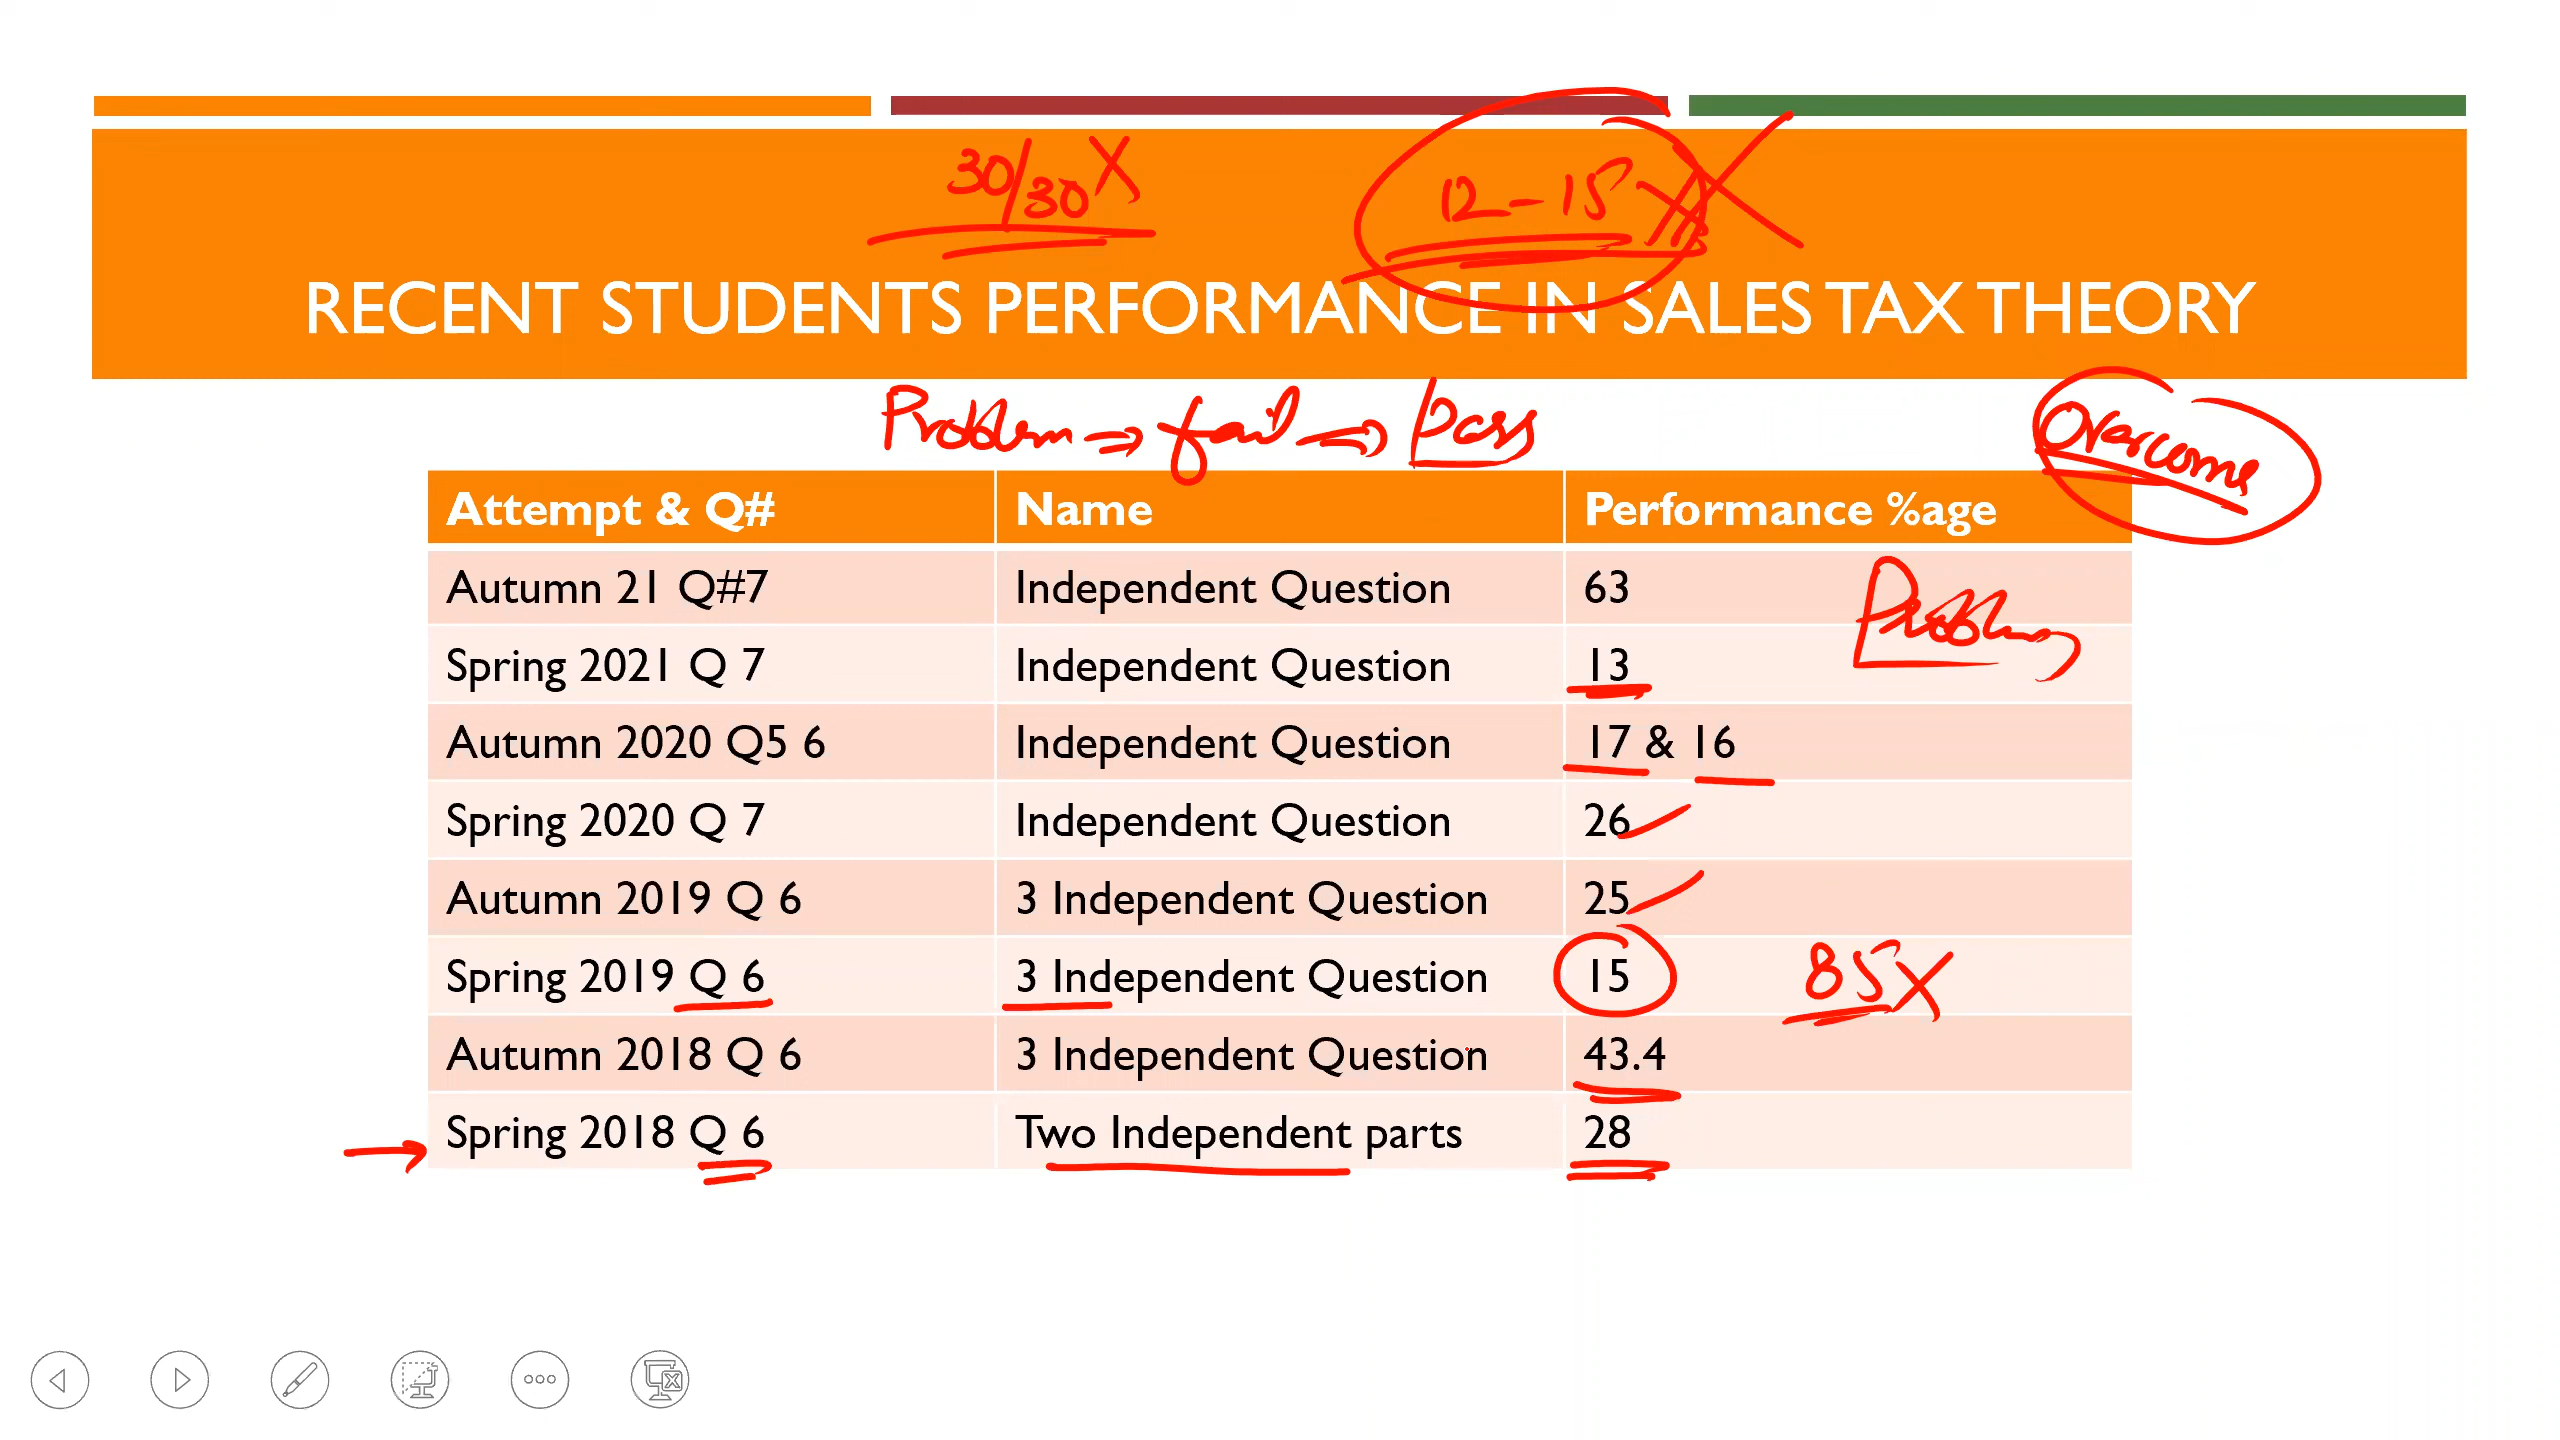 30/30 X
12-15 X
RECENT STUDENTS PERFORMANCE IN SALES TAX THEORY
Problem → fail → Pass
Overcome
Attempt & Q# Name Performance %age
Autumn 21 Q#7 Independent Question 63
Problem
Spring 2021 Q 7 Independent Question 13
Autumn 2020 Q5 6 Independent Question 17 & 16
Spring 2020 Q 7 Independent Question 26
Autumn 2019 Q 6 3 Independent Question 25
Spring 2019 Q 6 3 Independent Question 15 85 X
Autumn 2018 Q 6 3 Independent Question 43.4
→ Spring 2018 Q 6 Two Independent parts 28